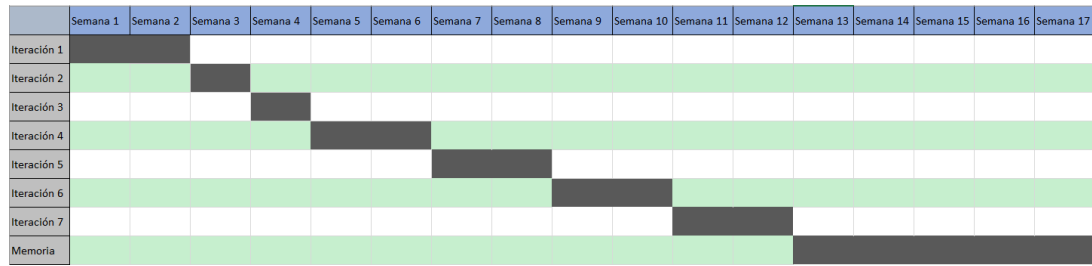 Semana 1 Semana 2 Semana 3 Semana 4 Semana 5 Semana 6 Semana 7 Semana 8 Semana 9 Semana 10 Semana 11 Semana 12 Semana 13 Semana 14 Semana 15 Semana 16 Semana 17
Iteración 1
Iteración 2
Iteración 3
Iteración 4
Iteración 5
Iteración 6
Iteración 7
Memoria